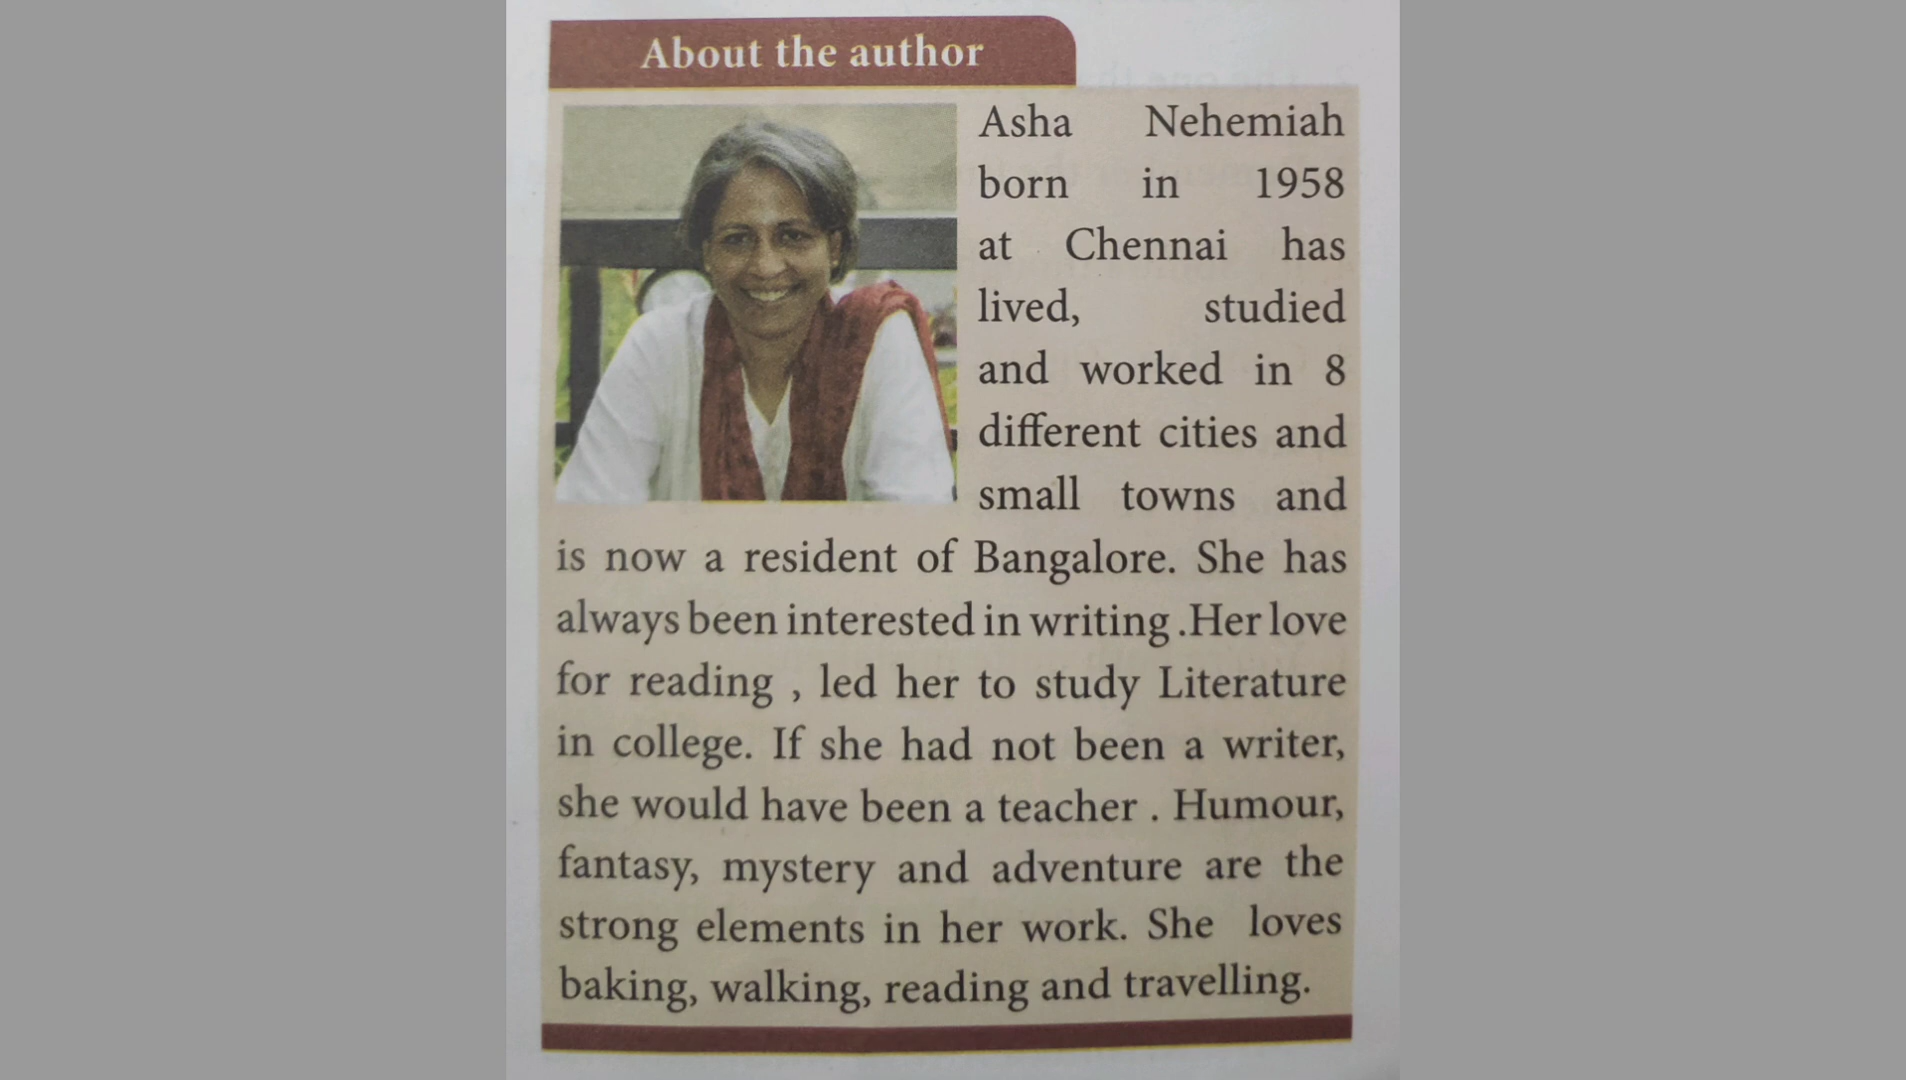 About the author
Asha Nehemiah
born in 1958
at Chennai has
lived, studied
and worked in 8
different cities and
small towns and
is now a resident of Bangalore. She has
always been interested in writing .Her love
for reading , led her to study Literature
in college. If she had not been a writer,
she would have been a teacher . Humour,
fantasy, mystery and adventure are the
strong elements in her work. She loves
baking, walking, reading and travelling.